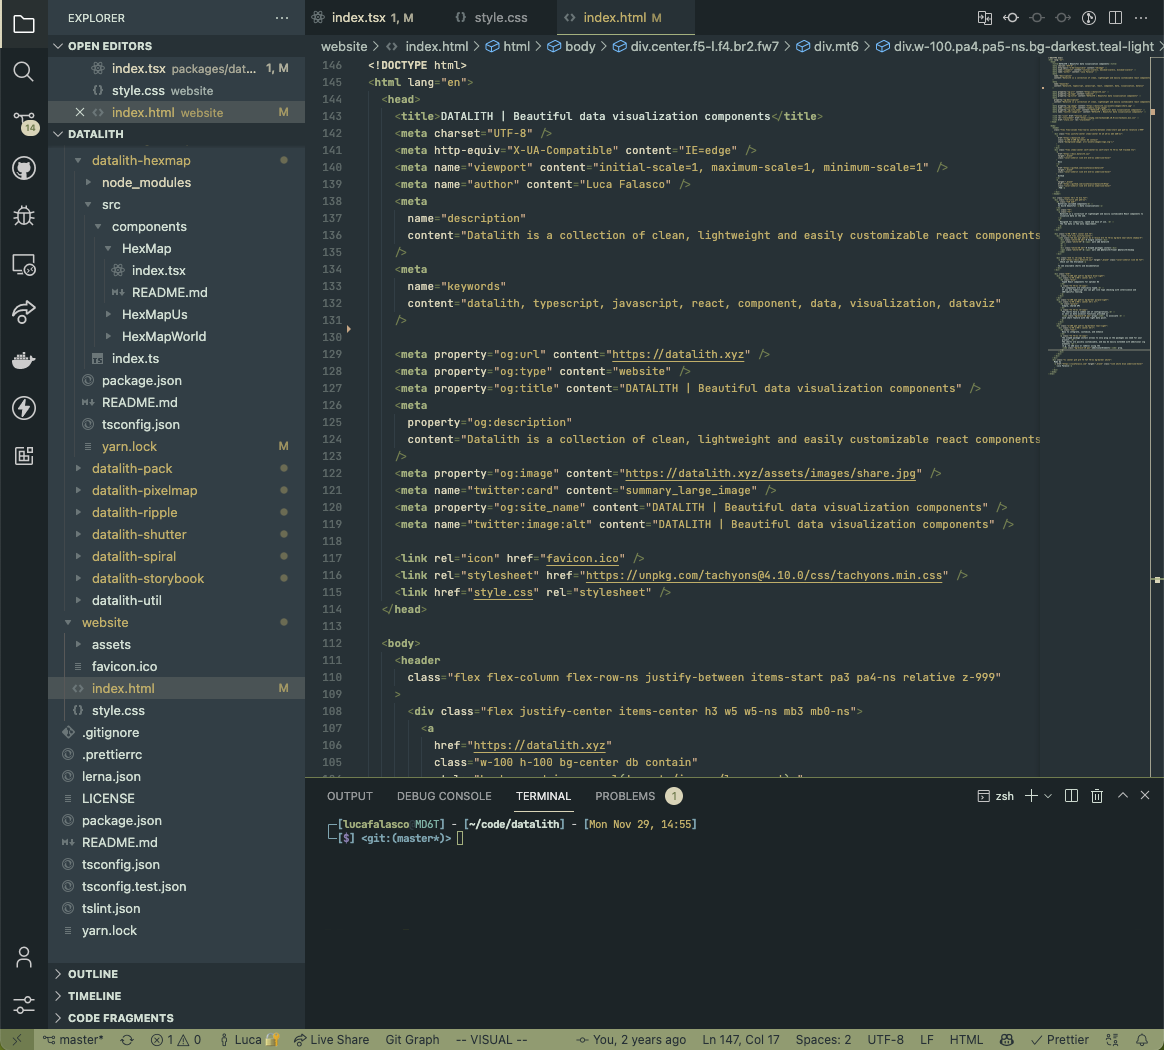 EXPLORER
OPEN EDITORS
index.tsx packages/dat... 1, M
style.css website
index.html website M
DATALITH
datalith-hexmap
node_modules
src
components
HexMap
index.tsx
README.md
HexMapUs
HexMapWorld
index.ts
package.json
README.md
tsconfig.json
yarn.lock M
datalith-pack
datalith-pixelmap
datalith-ripple
datalith-shutter
datalith-spiral
datalith-storybook
datalith-util
website
assets
favicon.ico
index.html M
style.css
.gitignore
.prettierrc
lerna.json
LICENSE
package.json
README.md
tsconfig.json
tsconfig.test.json
tslint.json
yarn.lock
OUTLINE
TIMELINE
CODE FRAGMENTS
14
index.tsx 1, M
style.css
index.html M
website > index.html > html > body > div.center.f5-l.f4.br2.fw7 > div.mt6 > div.w-100.pa4.pa5-ns.bg-darkest.teal-light >
146 <!DOCTYPE html>
145 <html lang="en">
144 <head>
143 <title>DATALITH | Beautiful data visualization components</title>
142 <meta charset="UTF-8" />
141 <meta http-equiv="X-UA-Compatible" content="IE=edge" />
140 <meta name="viewport" content="initial-scale=1, maximum-scale=1, minimum-scale=1" />
139 <meta name="author" content="Luca Falasco" />
138 <meta
137 name="description"
136 content="Datalith is a collection of clean, lightweight and easily customizable react components
135 />
134 <meta
133 name="keywords"
132 content="datalith, typescript, javascript, react, component, data, visualization, dataviz"
131 />
130
129 <meta property="og:url" content="https://datalith.xyz" />
128 <meta property="og:type" content="website" />
127 <meta property="og:title" content="DATALITH | Beautiful data visualization components" />
126 <meta
125 property="og:description"
124 content="Datalith is a collection of clean, lightweight and easily customizable react components
123 />
122 <meta property="og:image" content="https://datalith.xyz/assets/images/share.jpg" />
121 <meta name="twitter:card" content="summary_large_image" />
120 <meta property="og:site_name" content="DATALITH | Beautiful data visualization components" />
119 <meta name="twitter:image:alt" content="DATALITH | Beautiful data visualization components" />
118
117 <link rel="icon" href="favicon.ico" />
116 <link rel="stylesheet" href="https://unpkg.com/tachyons@4.10.0/css/tachyons.min.css" />
115 <link href="style.css" rel="stylesheet" />
114 </head>
113
112 <body>
111 <header
110 class="flex flex-column flex-row-ns justify-between items-start pa3 pa4-ns relative z-999"
109 >
108 <div class="flex justify-center items-center h3 w5 w5-ns mb3 mb0-ns">
107 <a
106 href="https://datalith.xyz"
105 class="w-100 h-100 bg-center db contain"
OUTPUT DEBUG CONSOLE TERMINAL PROBLEMS 1 zsh
[lucafalasco@MD6T] - [~/code/datalith] - [Mon Nov 29, 14:55]
[$] <git:(master*)>
master* 1 0 Luca Live Share Git Graph -- VISUAL -- You, 2 years ago Ln 147, Col 17 Spaces: 2 UTF-8 LF HTML Prettier